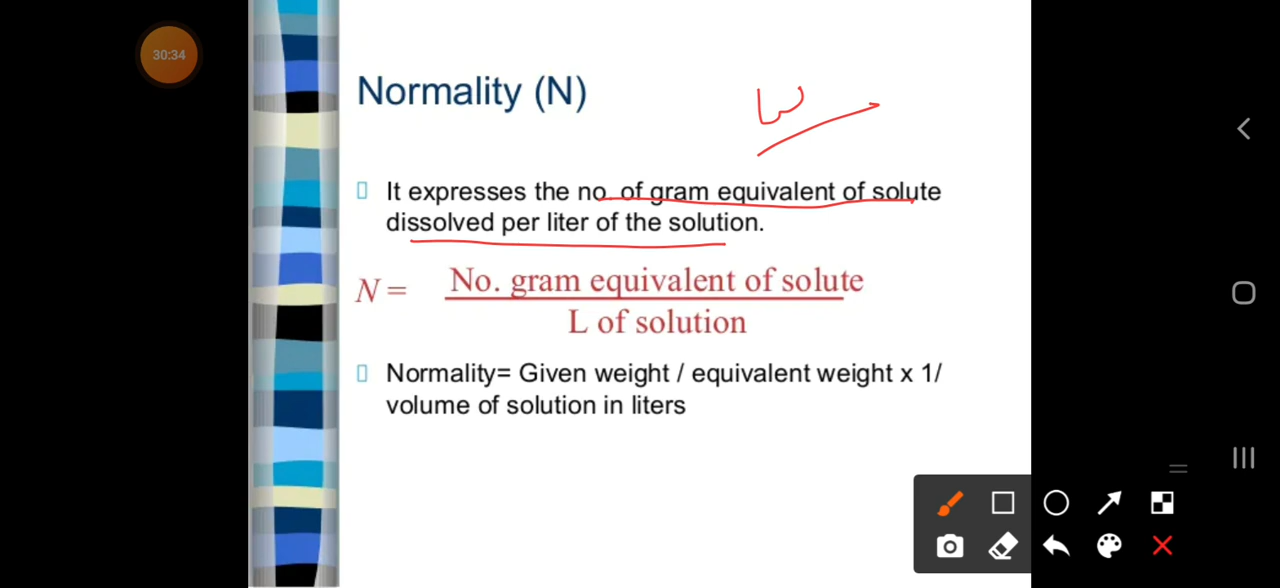 30:34
Normality (N)
W
It expresses the no. of gram equivalent of solute
dissolved per liter of the solution.
N = No. gram equivalent of solute
L of solution
Normality= Given weight / equivalent weight x 1/
volume of solution in liters